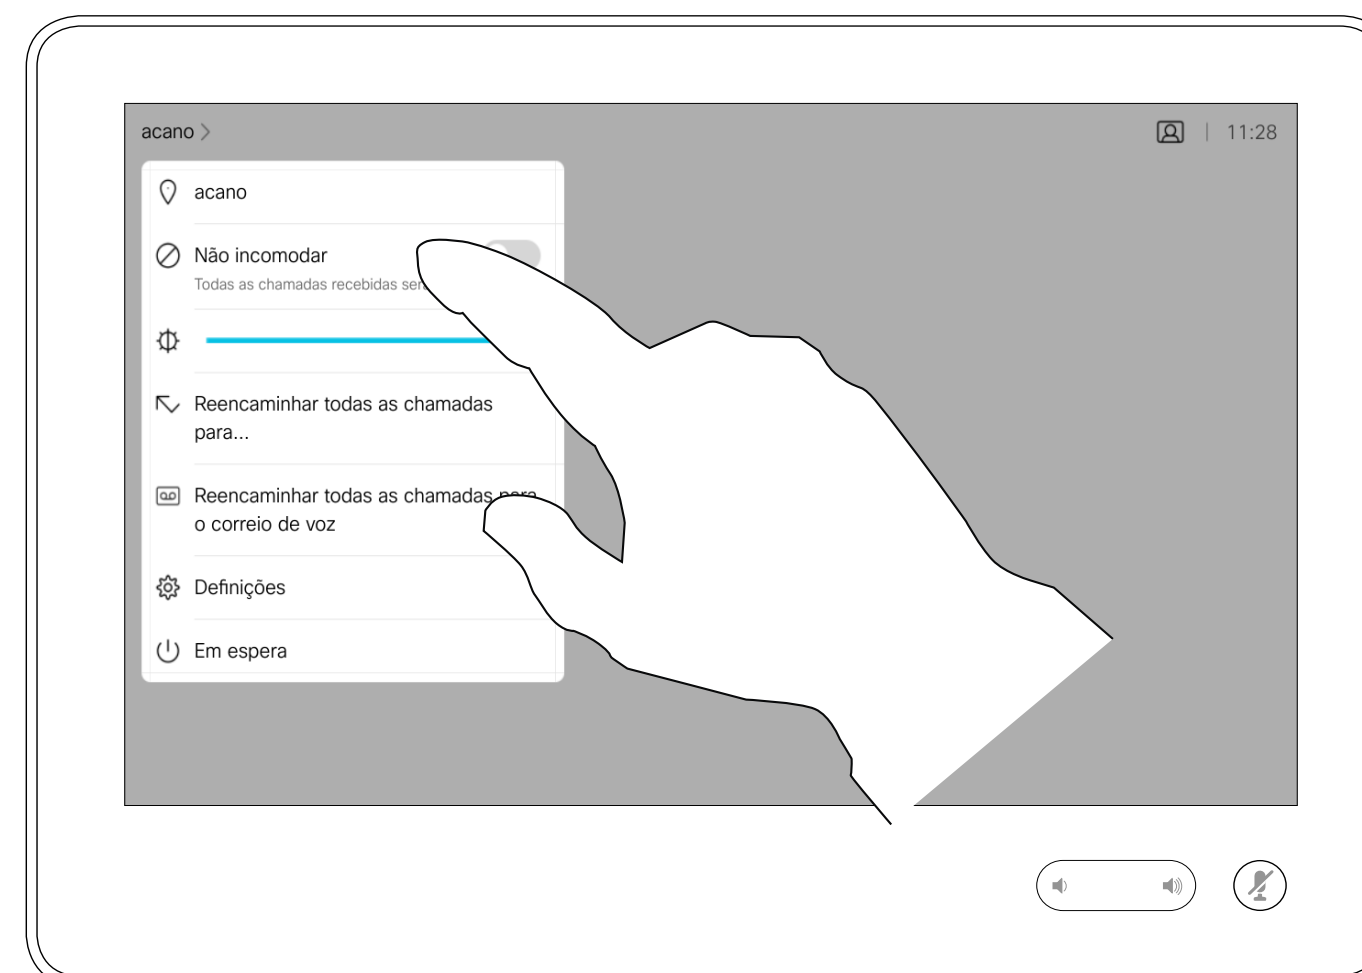 acano
11:28
acano
Não incomodar
Todas as chamadas recebidas
Reencaminhar todas as chamadas
para...
Reencaminhar todas as chamadas para
o correio de voz
Definições
Em espera